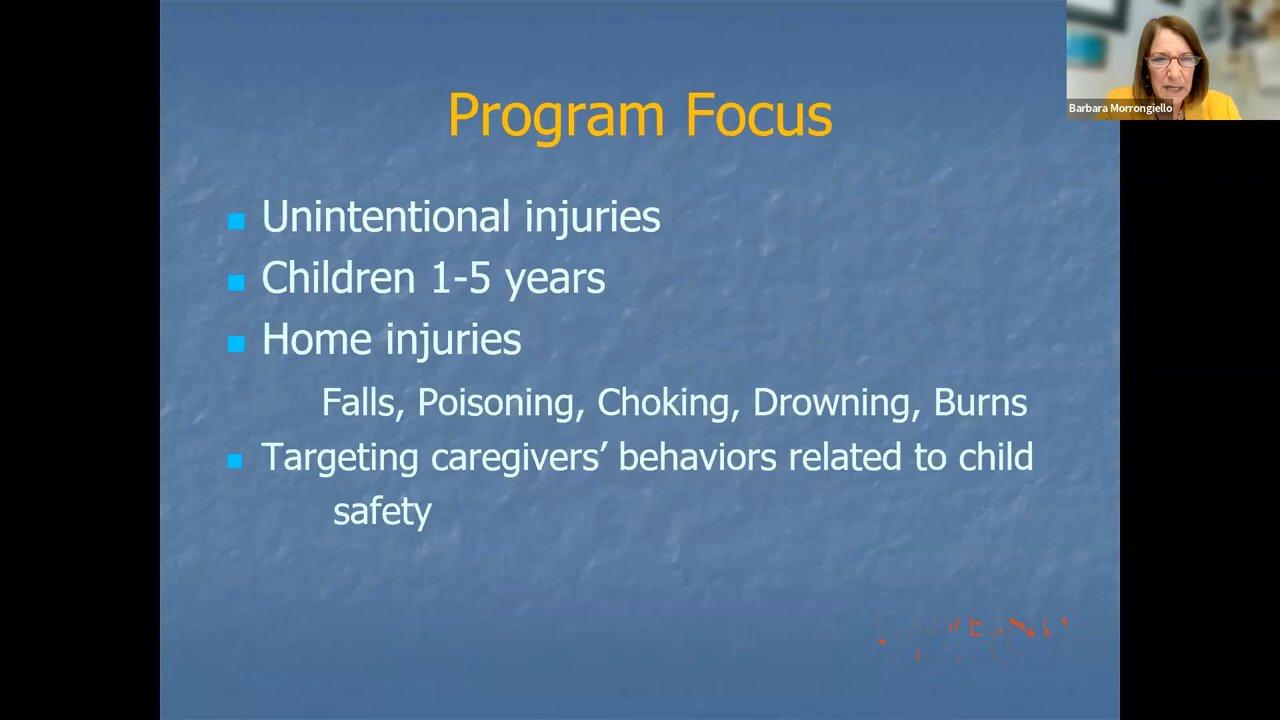 Program Focus
Barbara Morrongiello
Unintentional injuries
Children 1-5 years
Home injuries
Falls, Poisoning, Choking, Drowning, Burns
Targeting caregivers’ behaviors related to child
safety